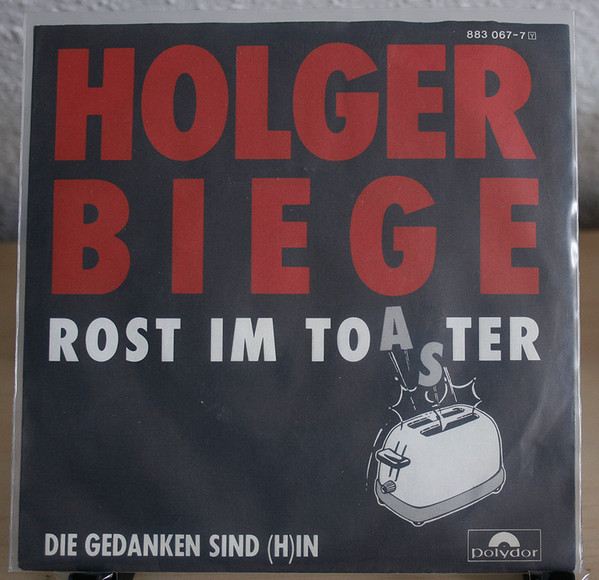 883 067-7 Y
HOLGER
BIEGE
ROST IM TOASTER
DIE GEDANKEN SIND (H)IN
polydor